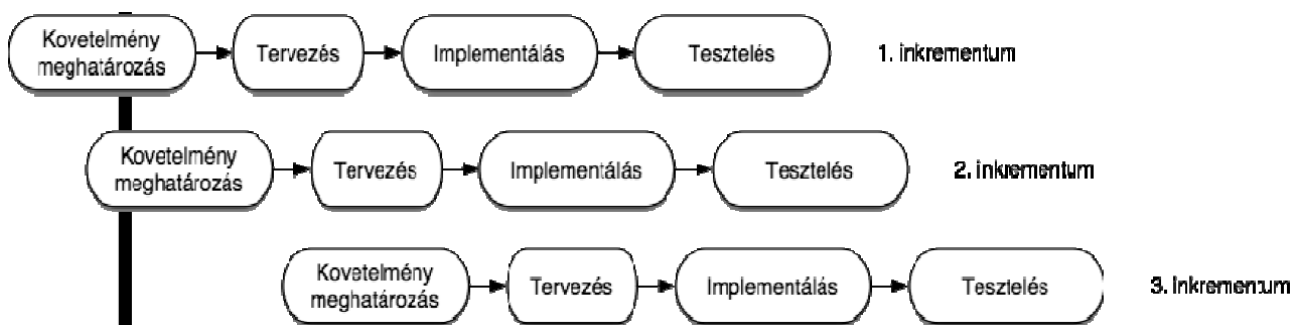 Kovetelmény
meghatározás
Tervezés
Implementálás
Tesztelés
1. inkrementum
Kovetelmény
meghatározás
Tervezés
Implementálás
Tesztelés
2. inkrementum
Kovetelmény
meghatározás
Tervezés
Implementálás
Tesztelés
3. inkrementum